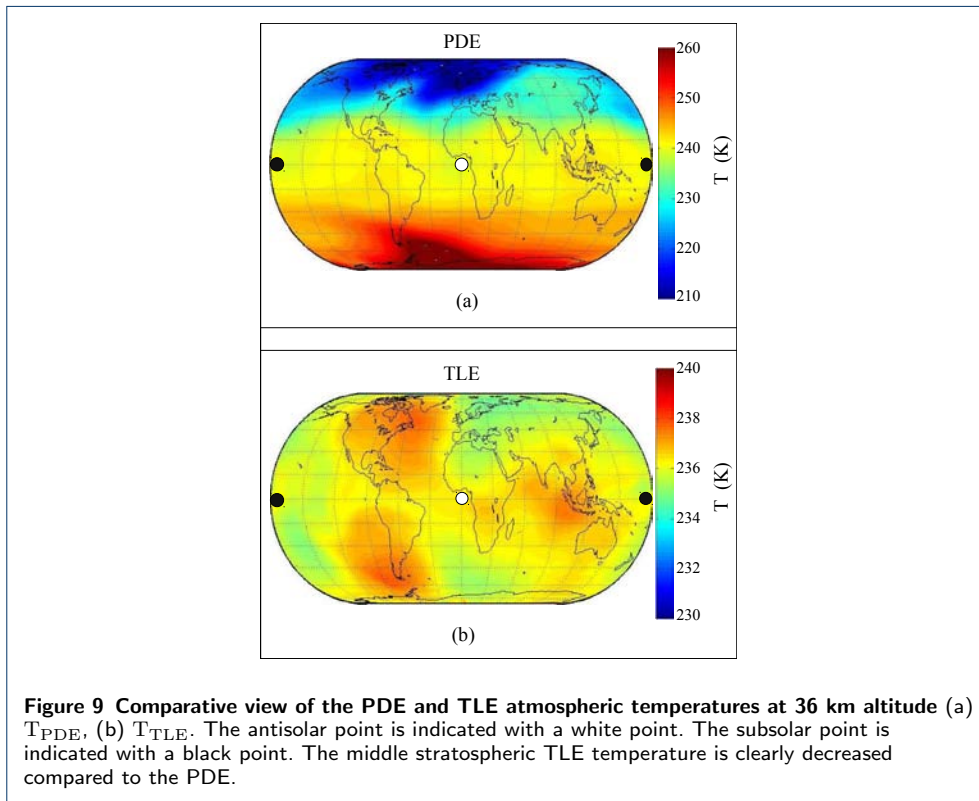 PDE
260
250
240
230
220
210
T (K)
(a)
TLE
240
238
236
234
232
230
T (K)
(b)
Figure 9 Comparative view of the PDE and TLE atmospheric temperatures at 36 km altitude (a)
T_PDE, (b) T_TLE. The antisolar point is indicated with a white point. The subsolar point is
indicated with a black point. The middle stratospheric TLE temperature is clearly decreased
compared to the PDE.